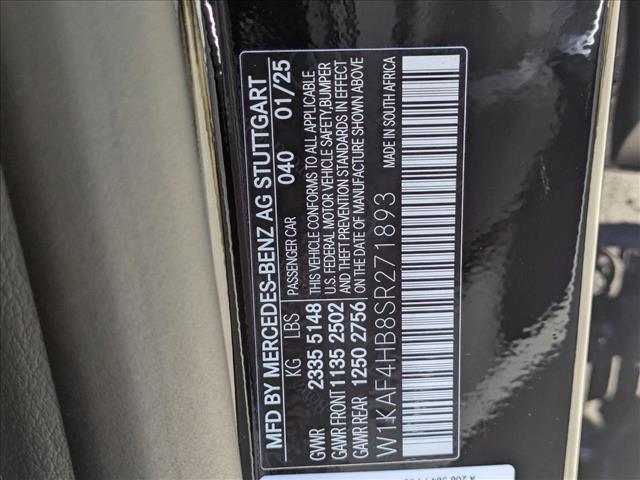 MFD BY MERCEDES-BENZ AG STUTTGART
040 01/25
KG LBS PASSENGER CAR
GVWR 2335 5148
GAWR FRONT 1135 2502
GAWR REAR 1250 2756
THIS VEHICLE CONFORMS TO ALL APPLICABLE
U.S. FEDERAL MOTOR VEHICLE SAFETY,BUMPER
AND THEFT PREVENTION STANDARDS IN EFFECT
ON THE DATE OF MANUFACTURE SHOWN ABOVE
MADE IN SOUTH AFRICA
W1KAF4HB8SR271893